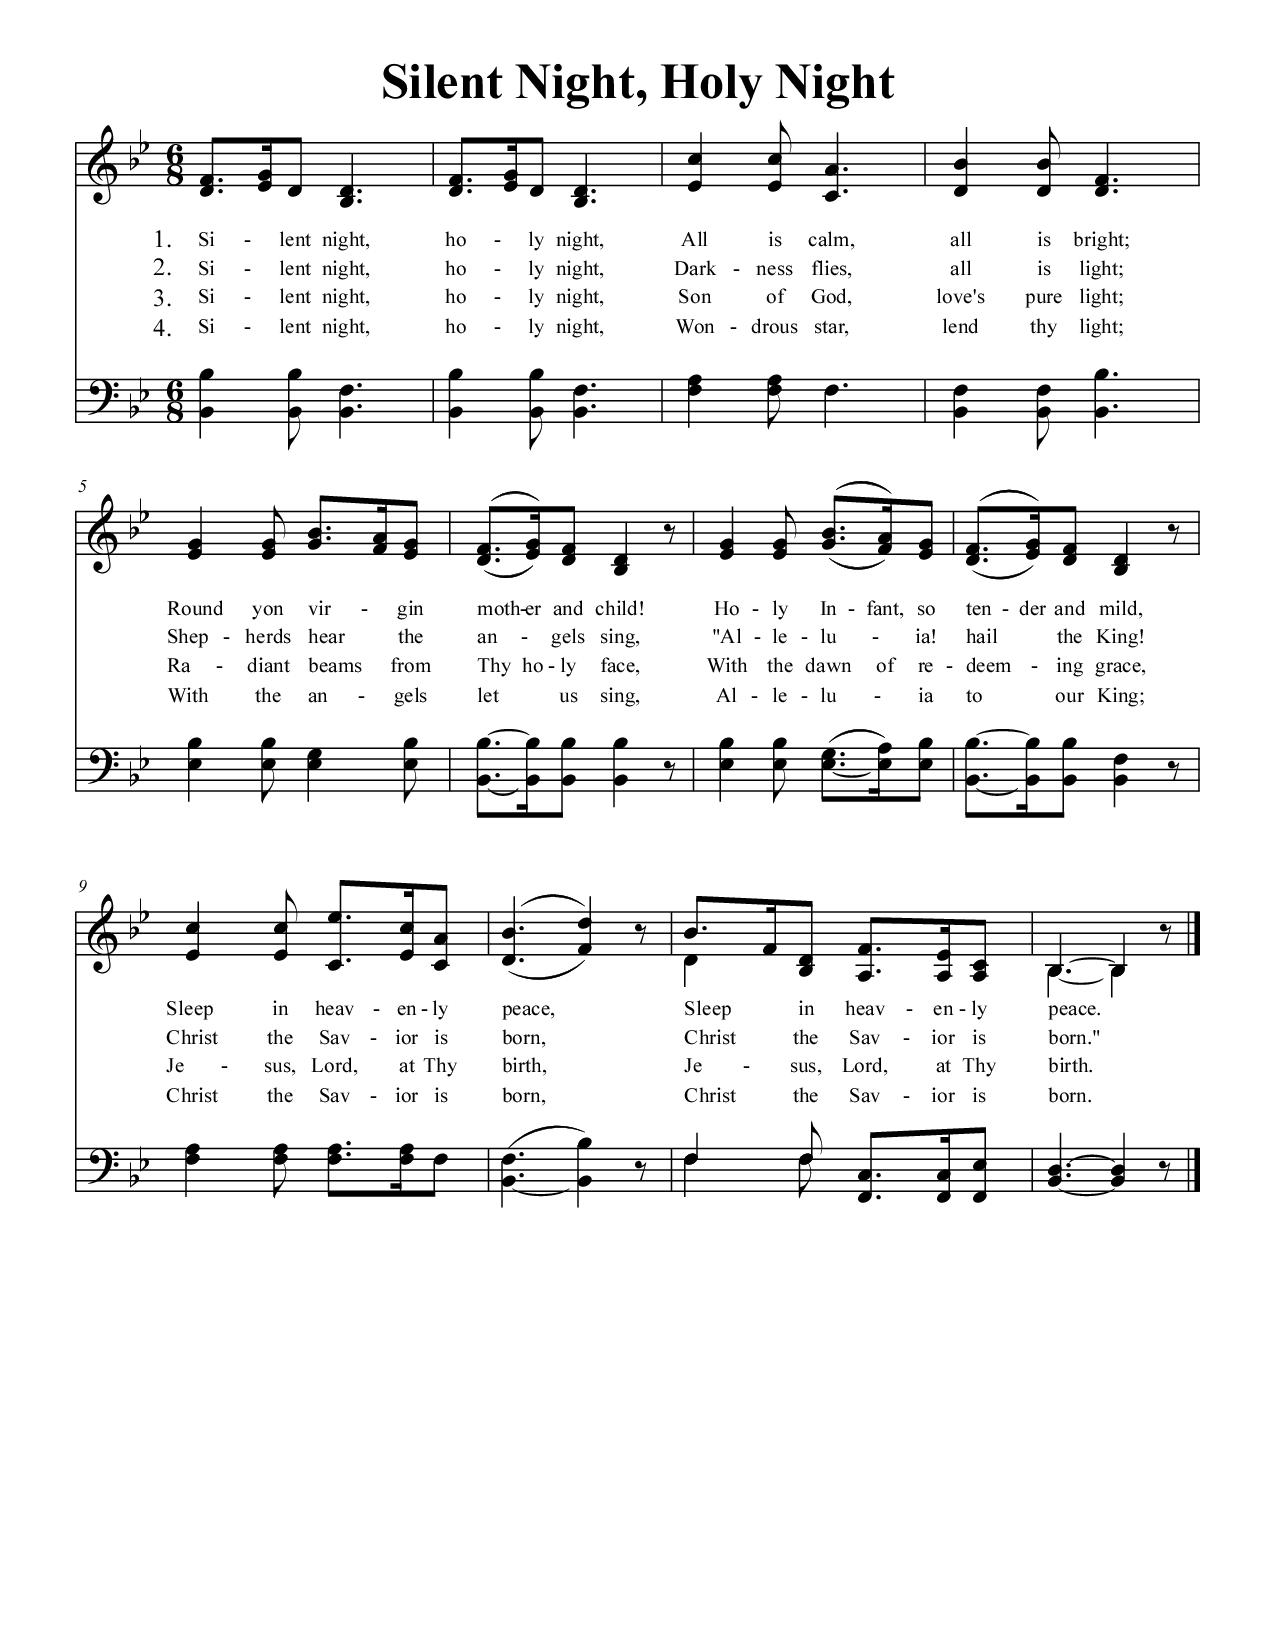 Silent Night, Holy Night
6 8
1. Si - lent night, ho - ly night, All is calm, all is bright;
2. Si - lent night, ho - ly night, Dark - ness flies, all is light;
3. Si - lent night, ho - ly night, Son of God, love's pure light;
4. Si - lent night, ho - ly night, Won - drous star, lend thy light;
6 8
5
Round yon vir - gin moth-er and child! Ho - ly In - fant, so ten - der and mild,
Shep - herds hear the an - gels sing, "Al - le - lu - ia! hail the King!
Ra - diant beams from Thy ho - ly face, With the dawn of re - deem - ing grace,
With the an - gels let us sing, Al - le - lu - ia to our King;
9
Sleep in heav - en - ly peace, Sleep in heav - en - ly peace.
Christ the Sav - ior is born, Christ the Sav - ior is born."
Je - sus, Lord, at Thy birth, Je - sus, Lord, at Thy birth.
Christ the Sav - ior is born, Christ the Sav - ior is born.